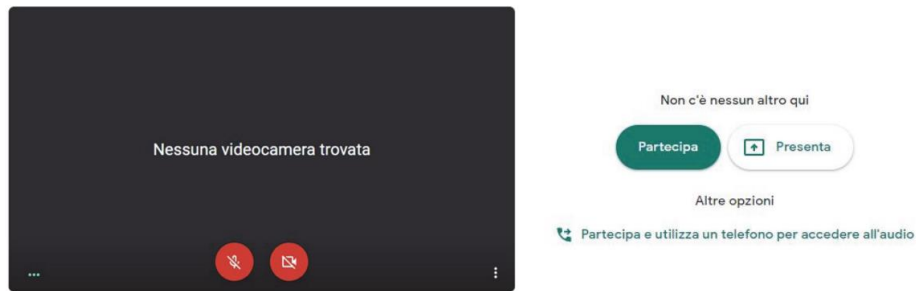 Nessuna videocamera trovata
Non c'è nessun altro qui
Partecipa
Presenta
Altre opzioni
Partecipa e utilizza un telefono per accedere all'audio